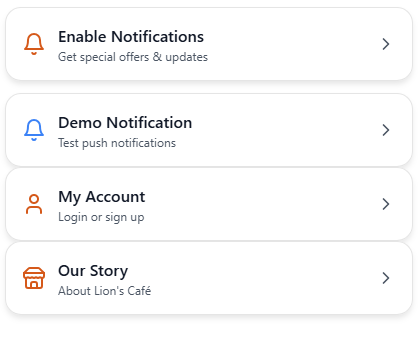 Enable Notifications
Get special offers & updates
Demo Notification
Test push notifications
My Account
Login or sign up
Our Story
About Lion's Café